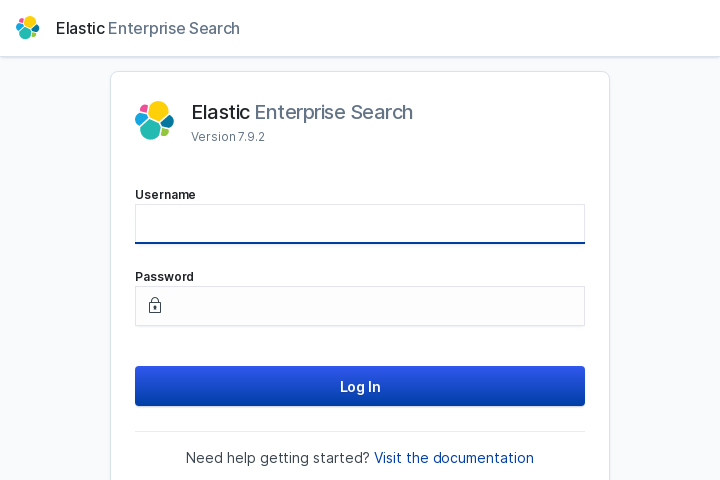 Elastic Enterprise Search
Elastic Enterprise Search
Version 7.9.2
Username
Password
Log In
Need help getting started? Visit the documentation